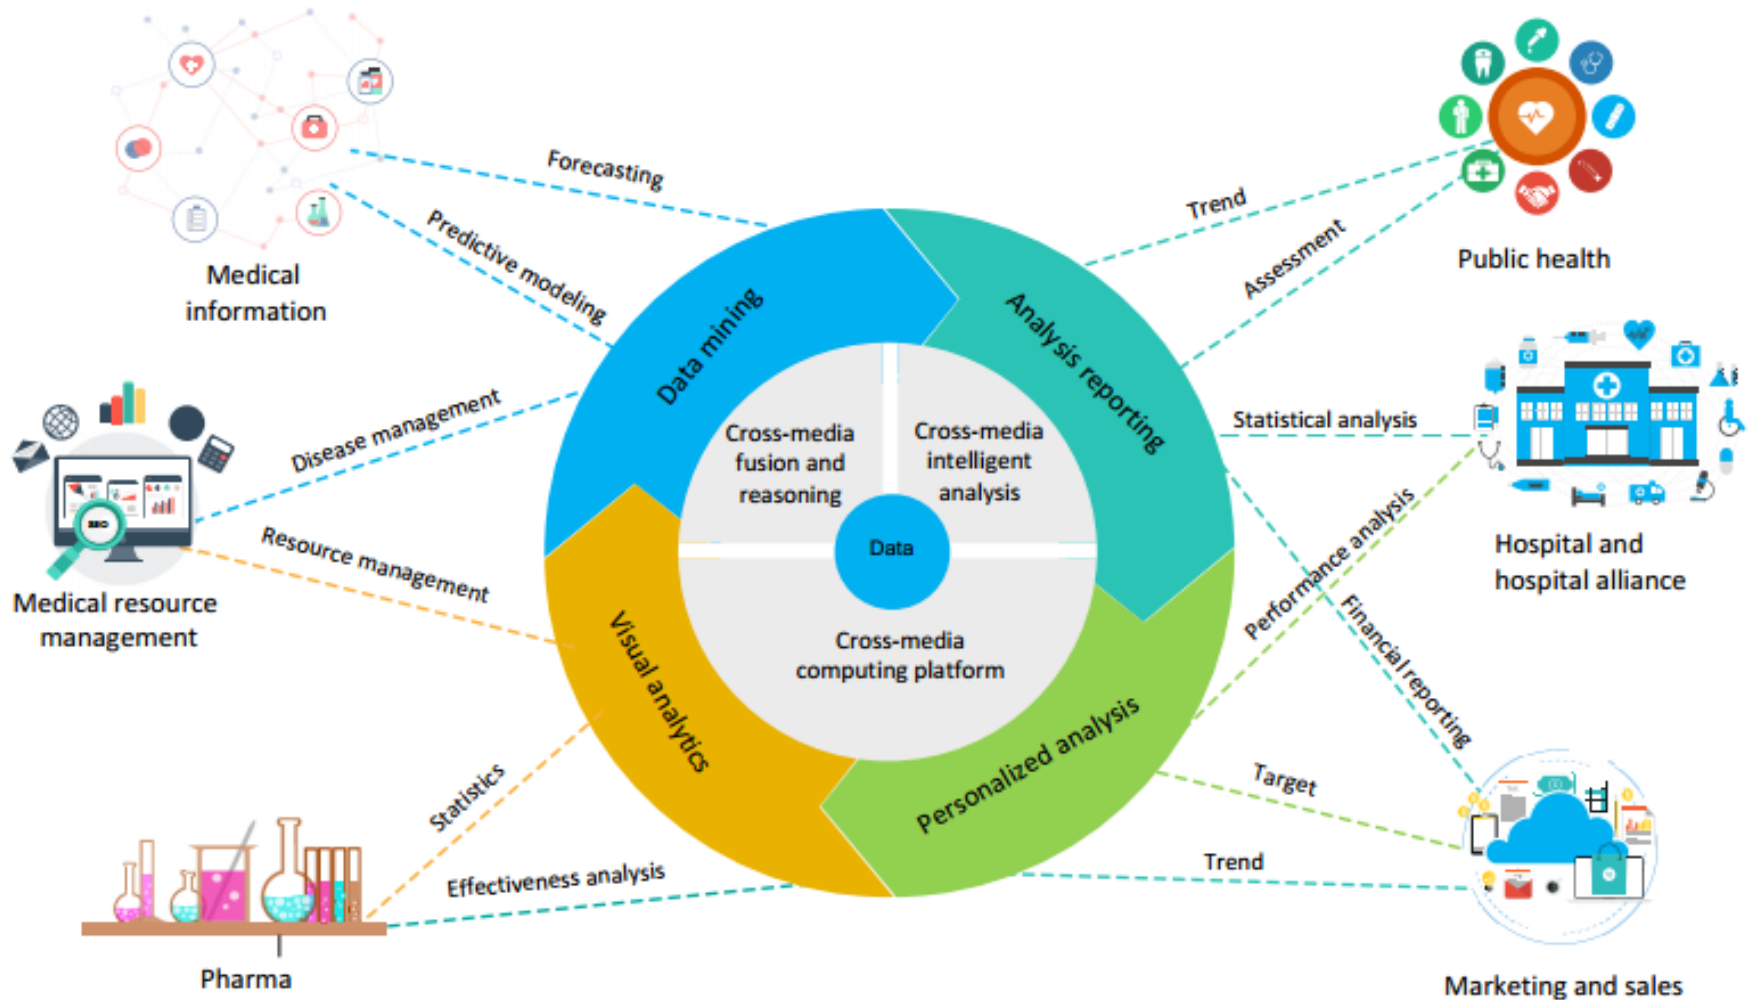 Forecasting
Predictive modeling
Medical
information
Trend
Assessment
Public health
Data mining
Analysis reporting
Disease management
Statistical analysis
Cross-media
fusion and
reasoning
Cross-media
intelligent
analysis
SEO
Data
Resource management
Performance analysis
Hospital and
hospital alliance
Medical resource
management
Cross-media
computing platform
Financial reporting
Visual analytics
Personalized analysis
Statistics
Target
Effectiveness analysis
Trend
Pharma
Marketing and sales